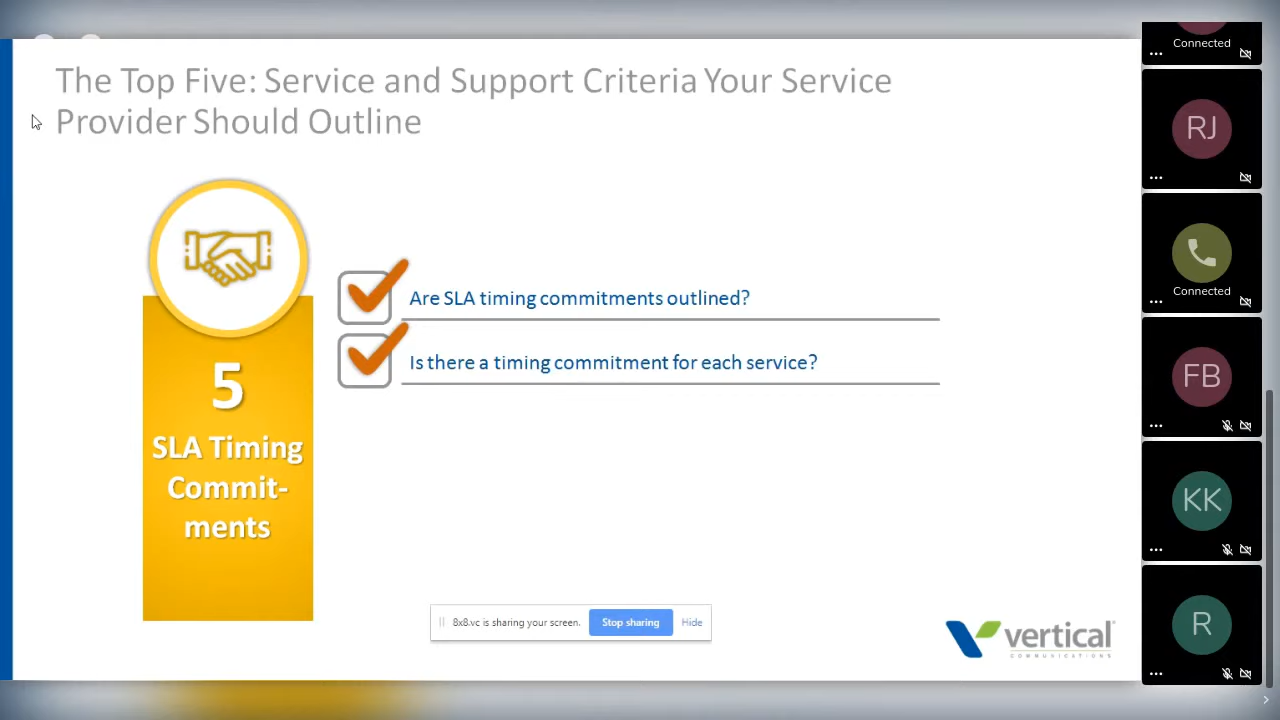 The Top Five: Service and Support Criteria Your Service
Provider Should Outline
5
SLA Timing
Commit-
ments
Are SLA timing commitments outlined?
Is there a timing commitment for each service?
8x8.vc is sharing your screen.
Stop sharing
Hide
vertical
COMMUNICATIONS
Connected
RJ
Connected
FB
KK
R